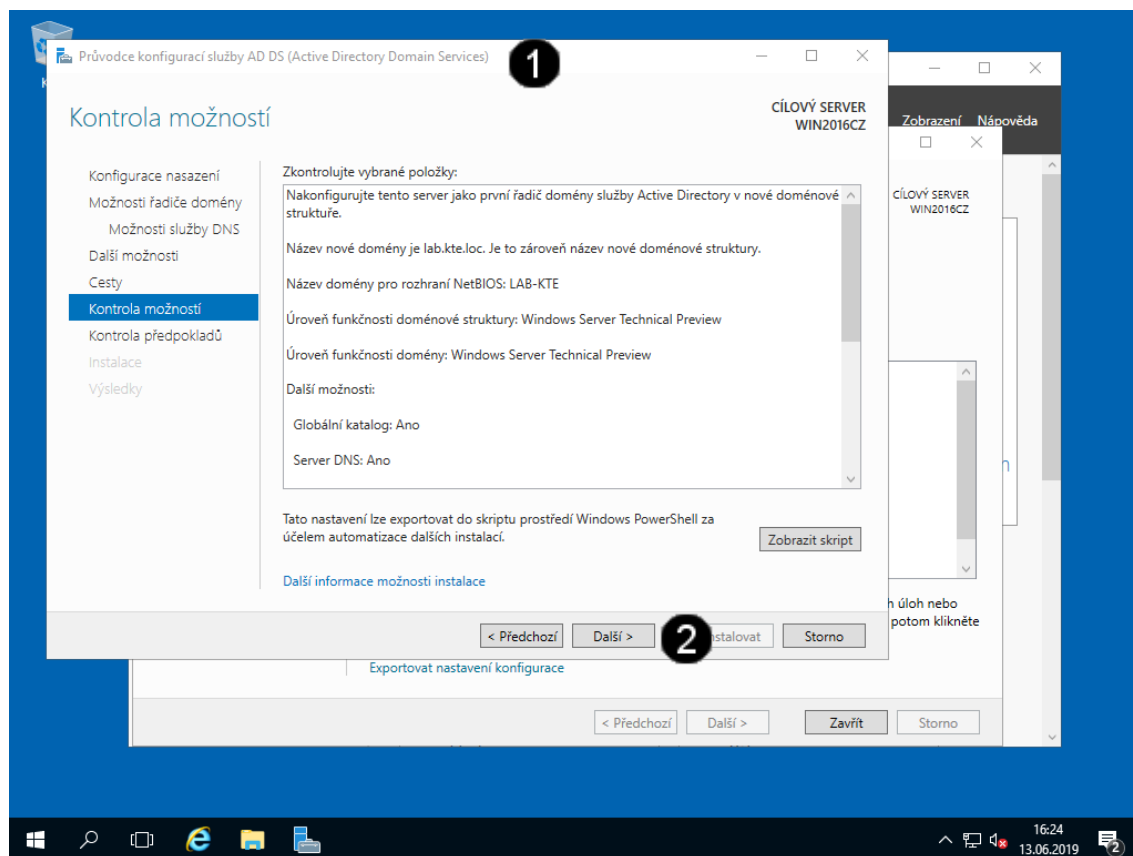 Průvodce konfigurací služby AD DS (Active Directory Domain Services)
1
Kontrola možností
CÍLOVÝ SERVER
WIN2016CZ
Konfigurace nasazení
Možnosti řadiče domény
Možnosti služby DNS
Další možnosti
Cesty
Kontrola možností
Kontrola předpokladů
Instalace
Výsledky
Zkontrolujte vybrané položky:
Nakonfigurujte tento server jako první řadič domény služby Active Directory v nové doménové
struktuře.
Název nové domény je lab.kte.loc. Je to zároveň název nové doménové struktury.
Název domény pro rozhraní NetBIOS: LAB-KTE
Úroveň funkčnosti doménové struktury: Windows Server Technical Preview
Úroveň funkčnosti domény: Windows Server Technical Preview
Další možnosti:
Globální katalog: Ano
Server DNS: Ano
Tato nastavení lze exportovat do skriptu prostředí Windows PowerShell za
účelem automatizace dalších instalací.
Zobrazit skript
Další informace možnosti instalace
< Předchozí
Další >
2
nstalovat
Storno
Zobrazení Nápověda
CÍLOVÝ SERVER
WIN2016CZ
h úloh nebo
potom klikněte
Exportovat nastavení konfigurace
< Předchozí
Další >
Zavřít
Storno
16:24
13.06.2019
2